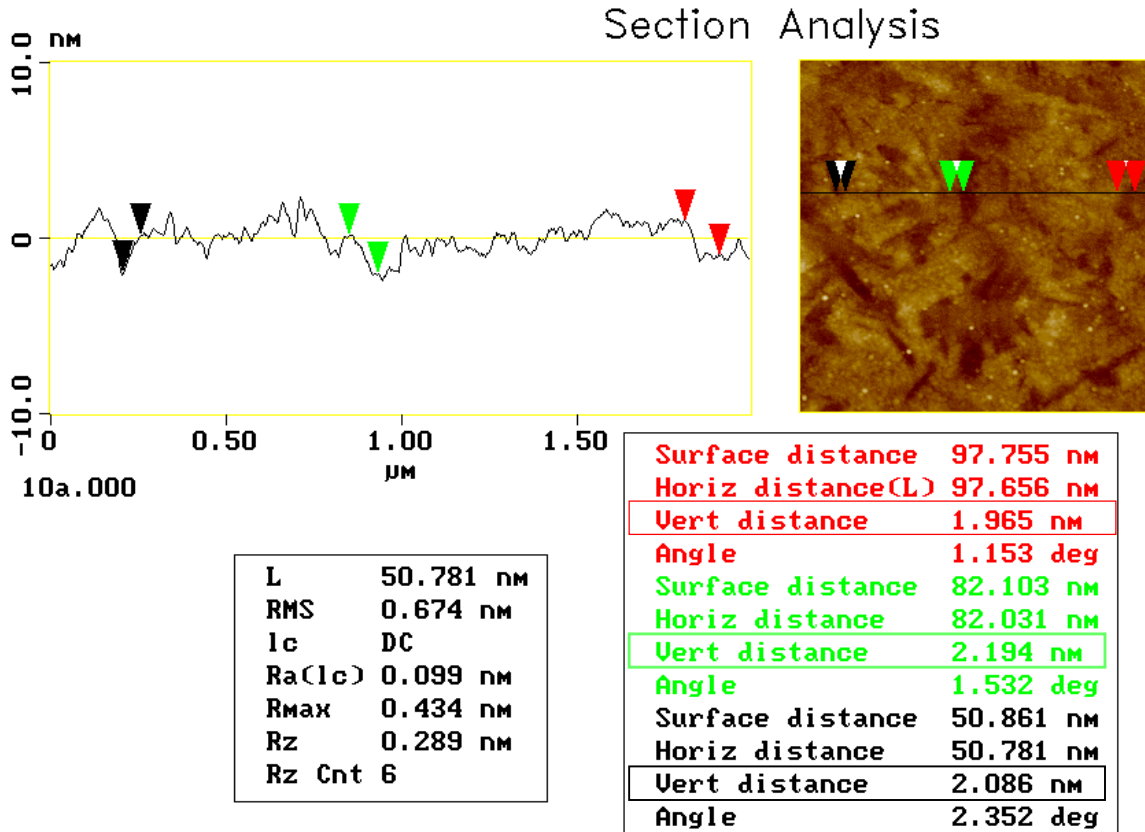 Section Analysis
nM
10.0
0
-10.0
0 0.50 1.00 1.50
µM
10a.000
L 50.781 nM
RMS 0.674 nM
lc DC
Ra(lc) 0.099 nM
RMax 0.434 nM
Rz 0.289 nM
Rz Cnt 6
Surface distance 97.755 nM
Horiz distance(L) 97.656 nM
Vert distance 1.965 nM
Angle 1.153 deg
Surface distance 82.103 nM
Horiz distance 82.031 nM
Vert distance 2.194 nM
Angle 1.532 deg
Surface distance 50.861 nM
Horiz distance 50.781 nM
Vert distance 2.086 nM
Angle 2.352 deg